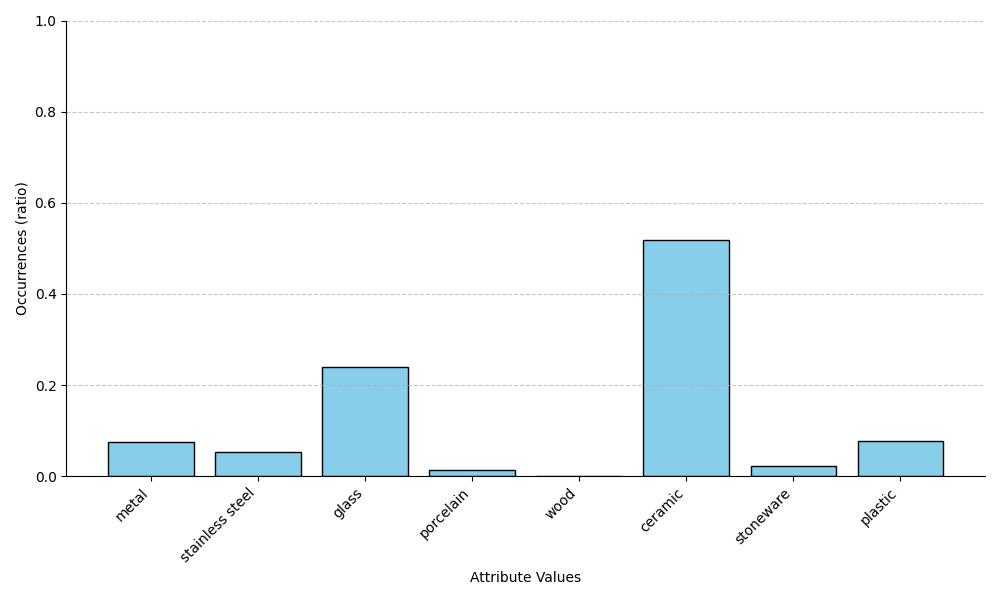 1.0
0.8
0.6
0.4
0.2
0.0
Occurrences (ratio)
metal
stainless steel
glass
porcelain
wood
ceramic
stoneware
plastic
Attribute Values